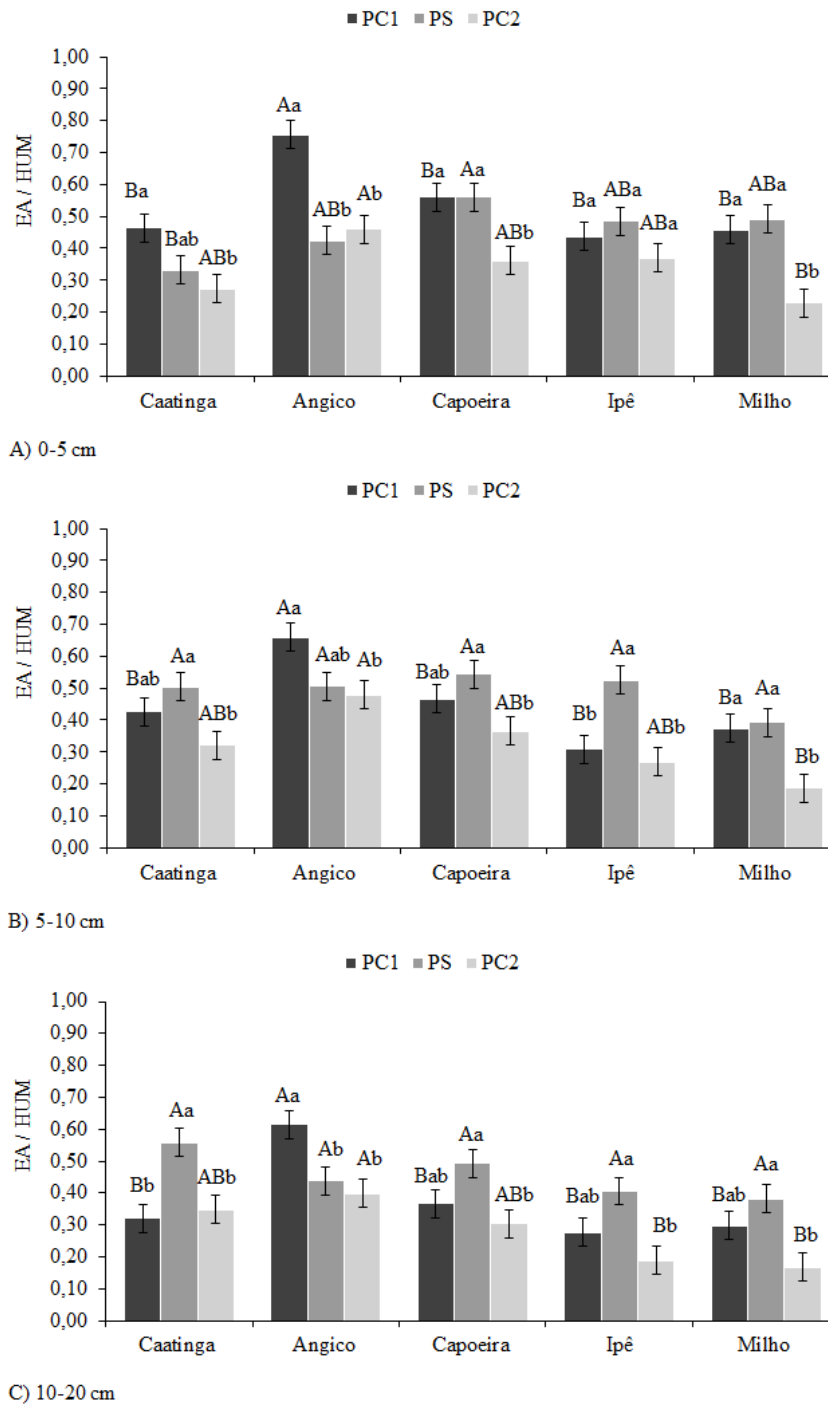 PC1 PS PC2
1,00
0,90
0,80
0,70
0,60
0,50
0,40
0,30
0,20
0,10
0,00
EA / HUM
Ba Bab ABb Aa ABb Ab Ba Aa ABb Ba ABa ABa Ba ABa Bb
Caatinga Angico Capoeira Ipê Milho
A) 0-5 cm
PC1 PS PC2
1,00
0,90
0,80
0,70
0,60
0,50
0,40
0,30
0,20
0,10
0,00
EA / HUM
Bab Aa ABb Aa Aab Ab Bab Aa ABb Bb Aa ABb Ba Aa Bb
Caatinga Angico Capoeira Ipê Milho
B) 5-10 cm
PC1 PS PC2
1,00
0,90
0,80
0,70
0,60
0,50
0,40
0,30
0,20
0,10
0,00
EA / HUM
Bb Aa ABb Aa Ab Ab Bab Aa ABb Bab Aa Bb Bab Aa Bb
Caatinga Angico Capoeira Ipê Milho
C) 10-20 cm